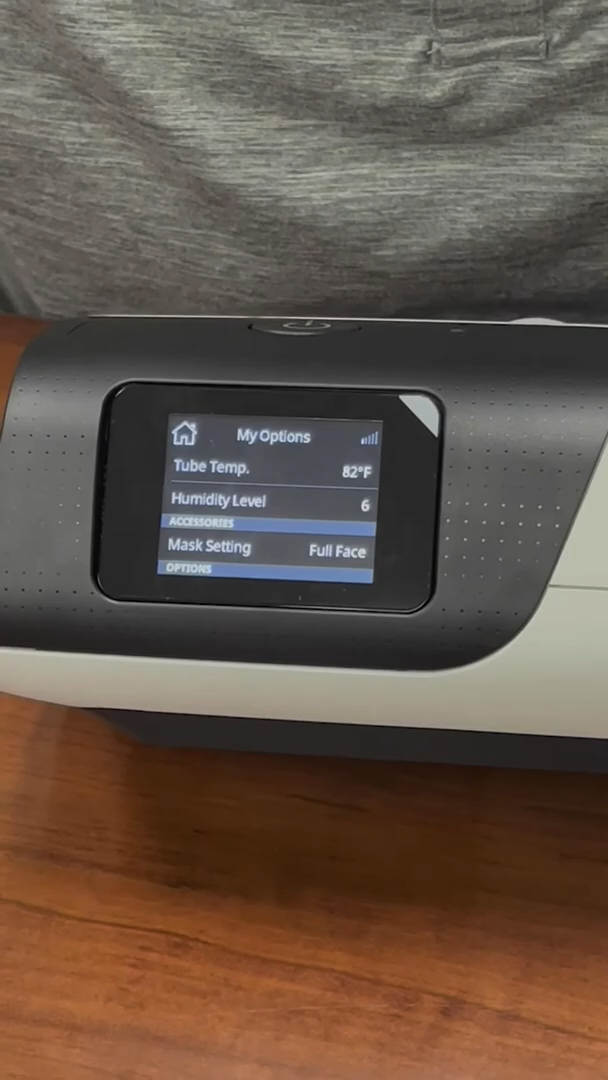 My Options
Tube Temp. 82°F
Humidity Level 6
ACCESSORIES
Mask Setting Full Face
OPTIONS